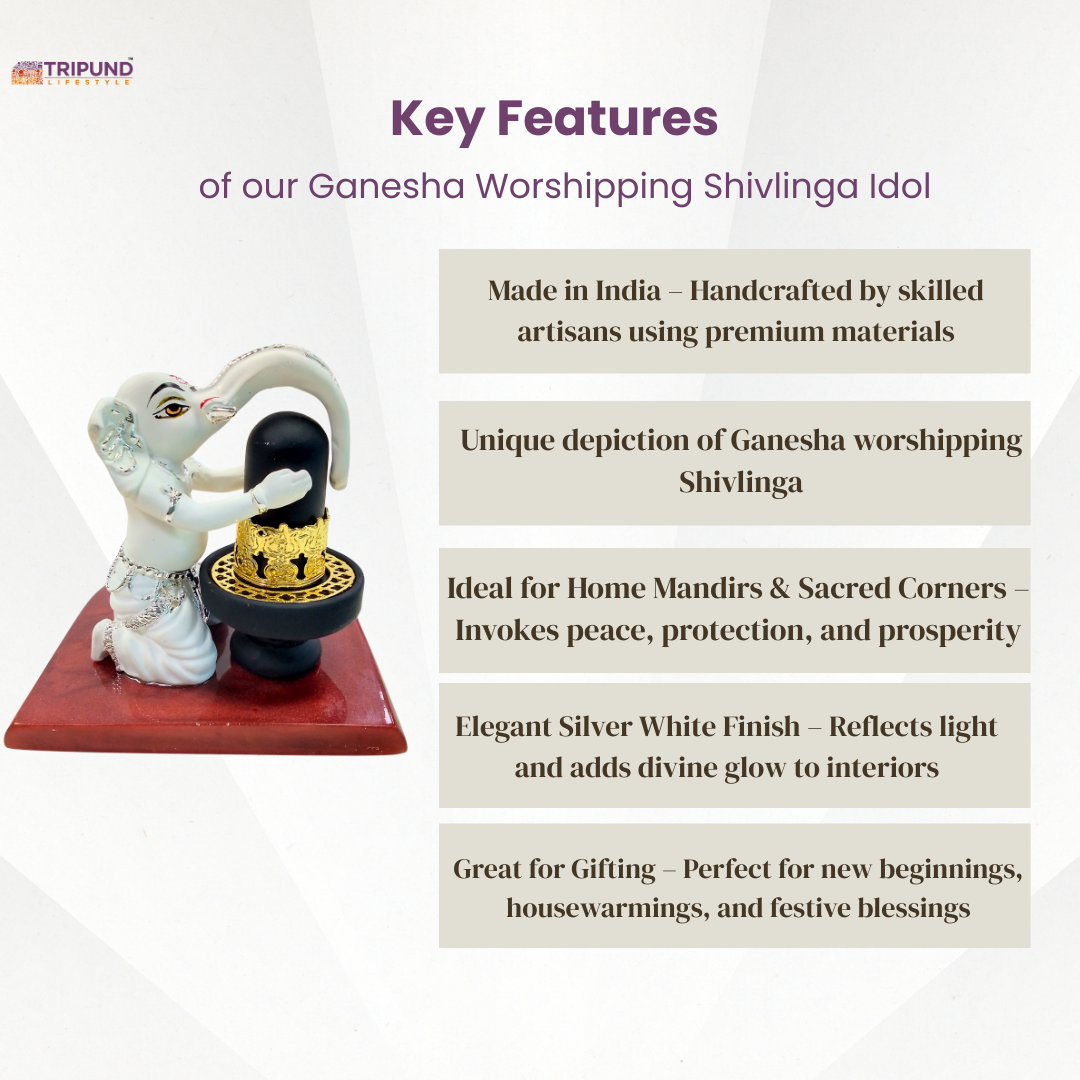 TRIPUND™
LIFESTYLE
Key Features
of our Ganesha Worshipping Shivlinga Idol
Made in India – Handcrafted by skilled
artisans using premium materials
Unique depiction of Ganesha worshipping
Shivlinga
Ideal for Home Mandirs & Sacred Corners –
Invokes peace, protection, and prosperity
Elegant Silver White Finish – Reflects light
and adds divine glow to interiors
Great for Gifting – Perfect for new beginnings,
housewarmings, and festive blessings